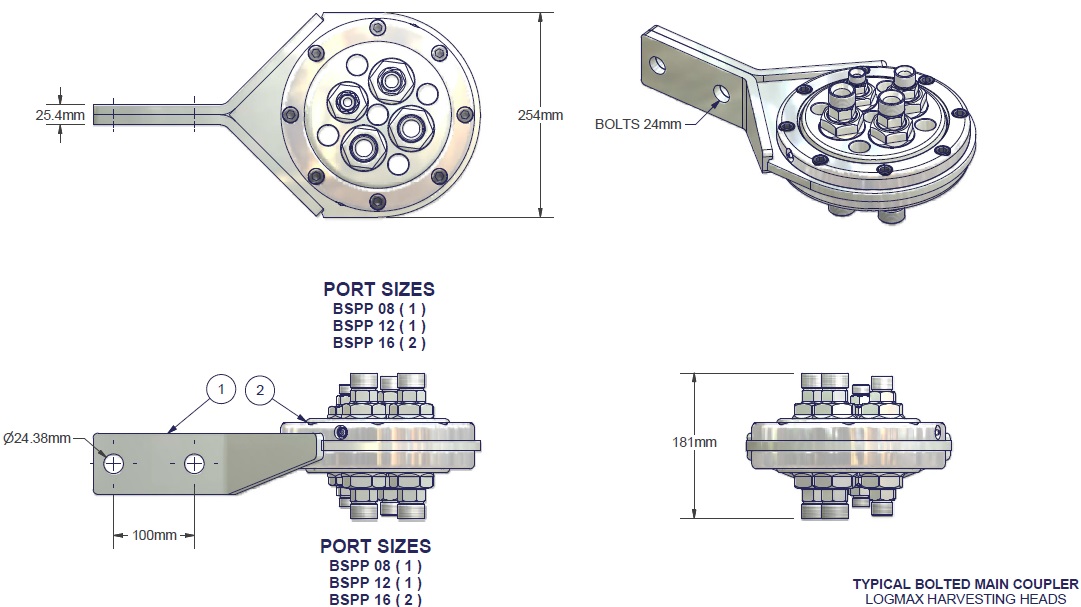 25.4mm
254mm
BOLTS 24mm
PORT SIZES
BSPP 08 ( 1 )
BSPP 12 ( 1 )
BSPP 16 ( 2 )
1
2
Ø24.38mm
100mm
181mm
PORT SIZES
BSPP 08 ( 1 )
BSPP 12 ( 1 )
BSPP 16 ( 2 )
TYPICAL BOLTED MAIN COUPLER
LOGMAX HARVESTING HEADS